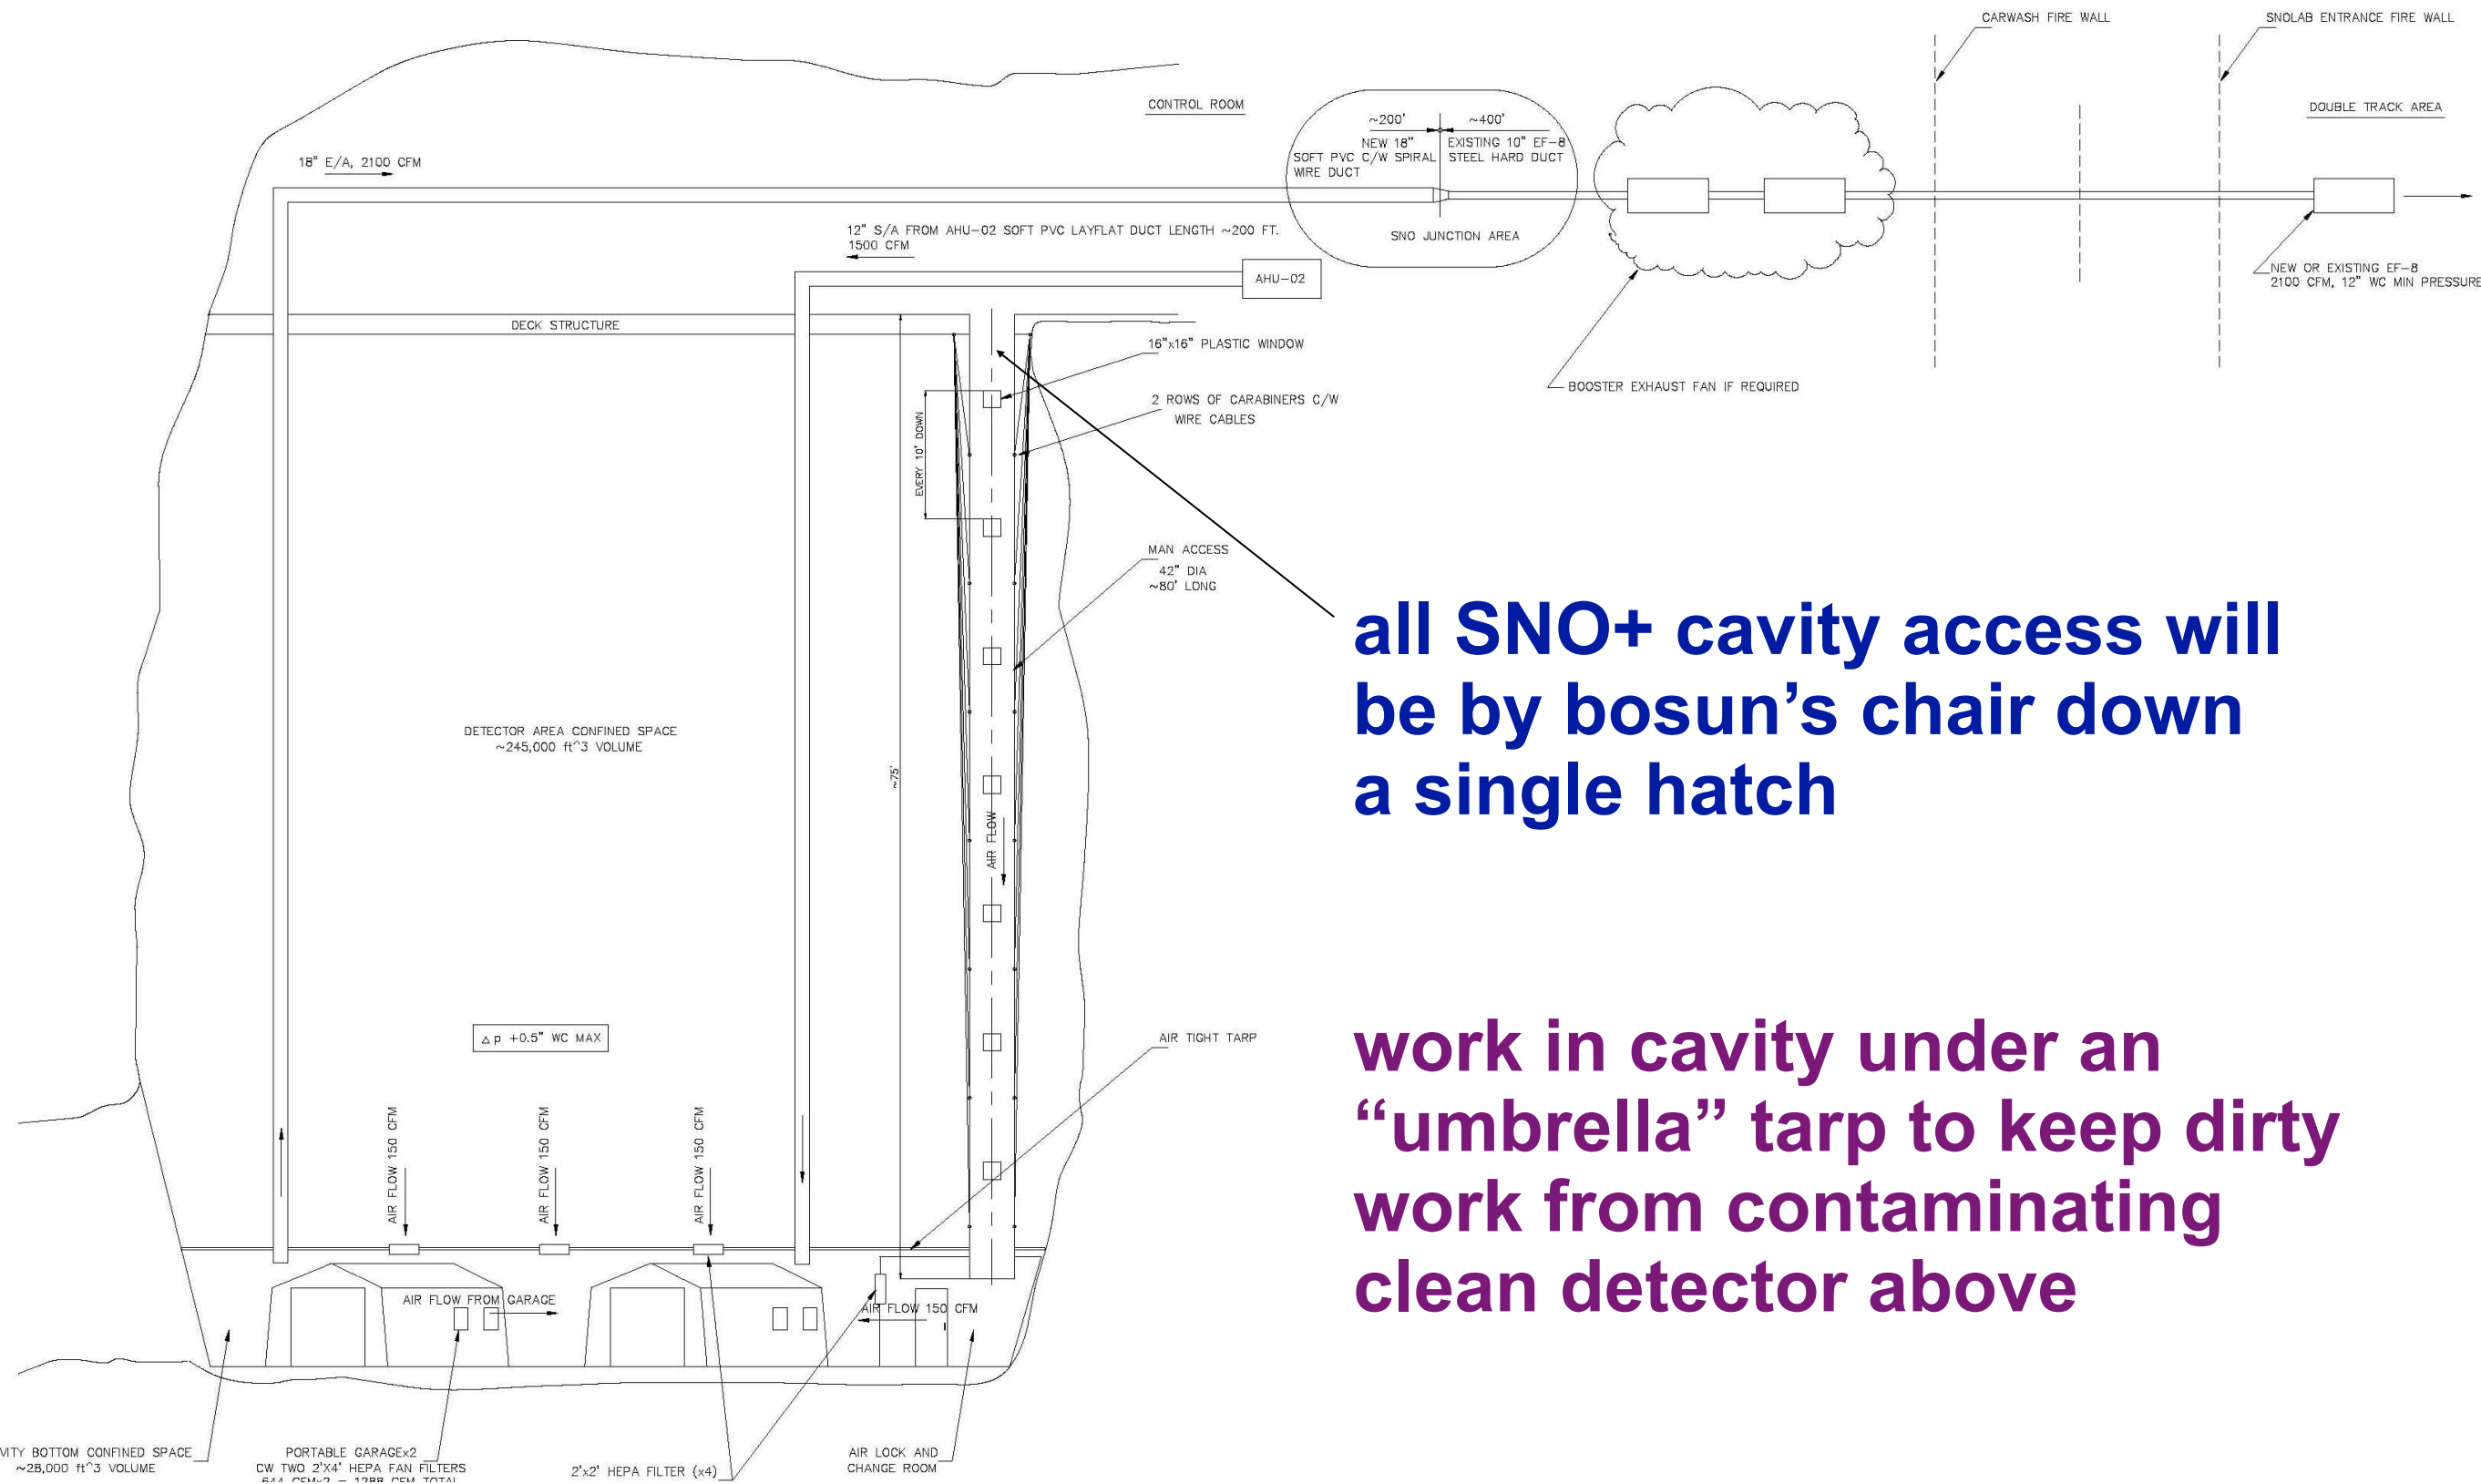 CARWASH FIRE WALL
SNOLAB ENTRANCE FIRE WALL
CONTROL ROOM
DOUBLE TRACK AREA
~200'
~400'
NEW 18"
SOFT PVC C/W SPIRAL
WIRE DUCT
EXISTING 10" EF-8
STEEL HARD DUCT
18" E/A, 2100 CFM
SNO JUNCTION AREA
12" S/A FROM AHU-02 SOFT PVC LAYFLAT DUCT LENGTH ~200 FT.
1500 CFM
AHU-02
NEW OR EXISTING EF-8
2100 CFM, 12" WC MIN PRESSURE
DECK STRUCTURE
16"x16" PLASTIC WINDOW
BOOSTER EXHAUST FAN IF REQUIRED
2 ROWS OF CARABINERS C/W
WIRE CABLES
EVERY 10' DOWN
MAN ACCESS
42" DIA
~80' LONG
all SNO+ cavity access will
be by bosun's chair down
a single hatch
DETECTOR AREA CONFINED SPACE
~245,000 ft^3 VOLUME
~75'
AIR FLOW
△p +0.5" WC MAX
AIR TIGHT TARP
work in cavity under an
“umbrella” tarp to keep dirty
work from contaminating
clean detector above
AIR FLOW 150 CFM
AIR FLOW 150 CFM
AIR FLOW 150 CFM
AIR FLOW FROM GARAGE
AIR FLOW 150 CFM
VITY BOTTOM CONFINED SPACE
~28,000 ft^3 VOLUME
PORTABLE GARAGEx2
CW TWO 2'X4' HEPA FAN FILTERS
644 CFMx2 = 1288 CFM TOTAL
2'x2' HEPA FILTER (x4)
AIR LOCK AND
CHANGE ROOM